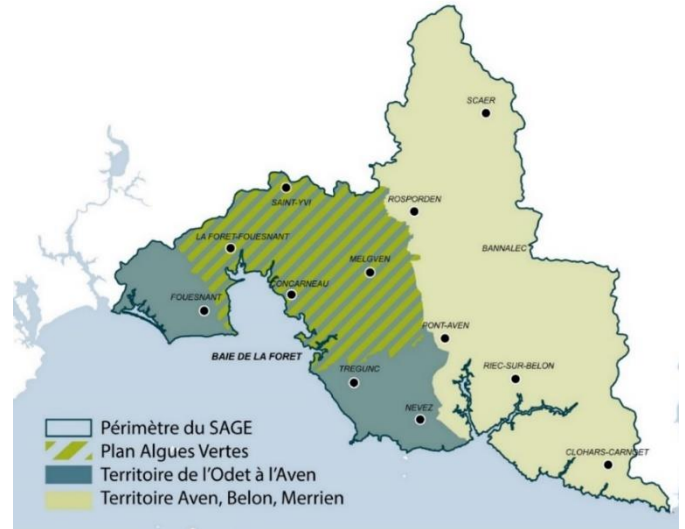 SCAER
SAINT-YVI
ROSPORDEN
LA FORET-FOUESNANT
BANNALEC
MELGVEN
CONCARNEAU
FOUESNANT
PONT-AVEN
BAIE DE LA FORET
TREGUNC
RIEC-SUR-BELON
NEVEZ
Périmètre du SAGE
Plan Algues Vertes
Territoire de l'Odet à l'Aven
CLOHARS-CARNOET
Territoire Aven, Belon, Merrien